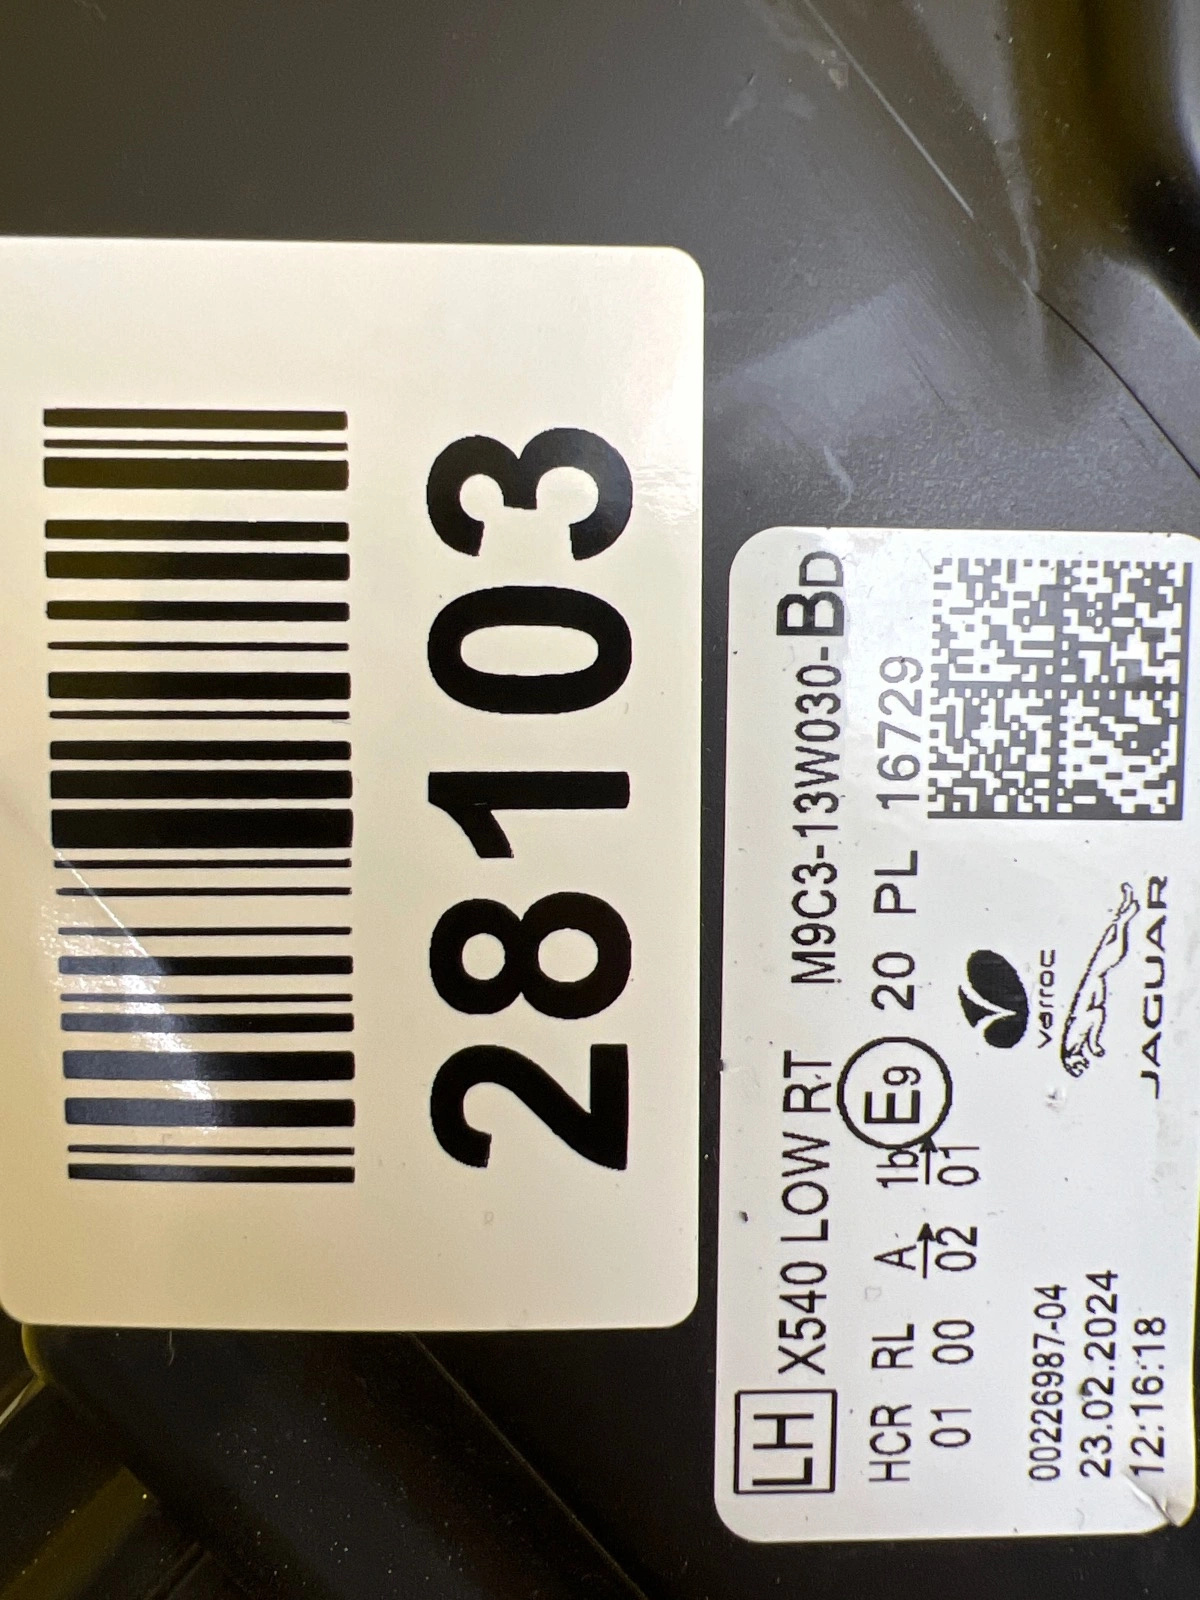 28103
LH X540 LOW RT M9C3-13W030-BD
HCR RL A 1b E9 20 PL 16729
01 00 02 01
varroc
JAGUAR
00226987-04
23.02.2024
12:16:18